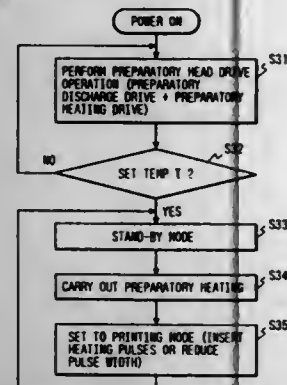 POWER ON
S31
PERFORM PREPARATORY HEAD DRIVE
OPERATION (PREPARATORY
DISCHARGE DRIVE + PREPARATORY
HEATING DRIVE)
S32
NO
SET TEMP T ?
YES
S33
STAND-BY MODE
S34
CARRY OUT PREPARATORY HEATING
S35
SET TO PRINTING MODE (INSERT
HEATING PULSES OR REDUCE
PULSE WIDTH)